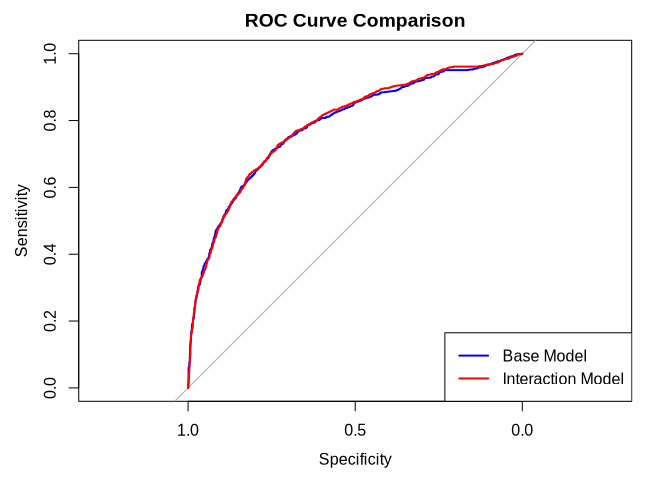 ROC Curve Comparison
Sensitivity
1.0
0.8
0.6
0.4
0.2
0.0
Base Model
Interaction Model
1.0 0.5 0.0
Specificity